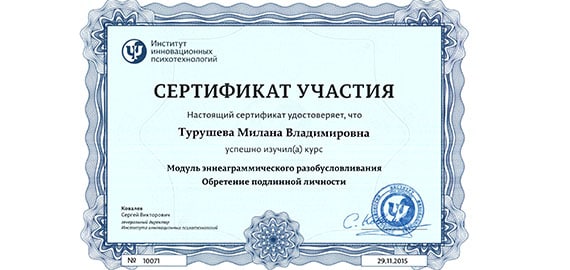 Институт
инновационных
психотехнологий
СЕРТИФИКАТ УЧАСТИЯ
Настоящий сертификат удостоверяет, что
Турушева Милана Владимировна
успешно изучил(а) курс
Модуль эннеаграммического разобусловливания
Обретение подлинной личности
Ковалев
Сергей Викторович
генеральный директор
Института инновационных психотехнологий
№ 10071
29.11.2015